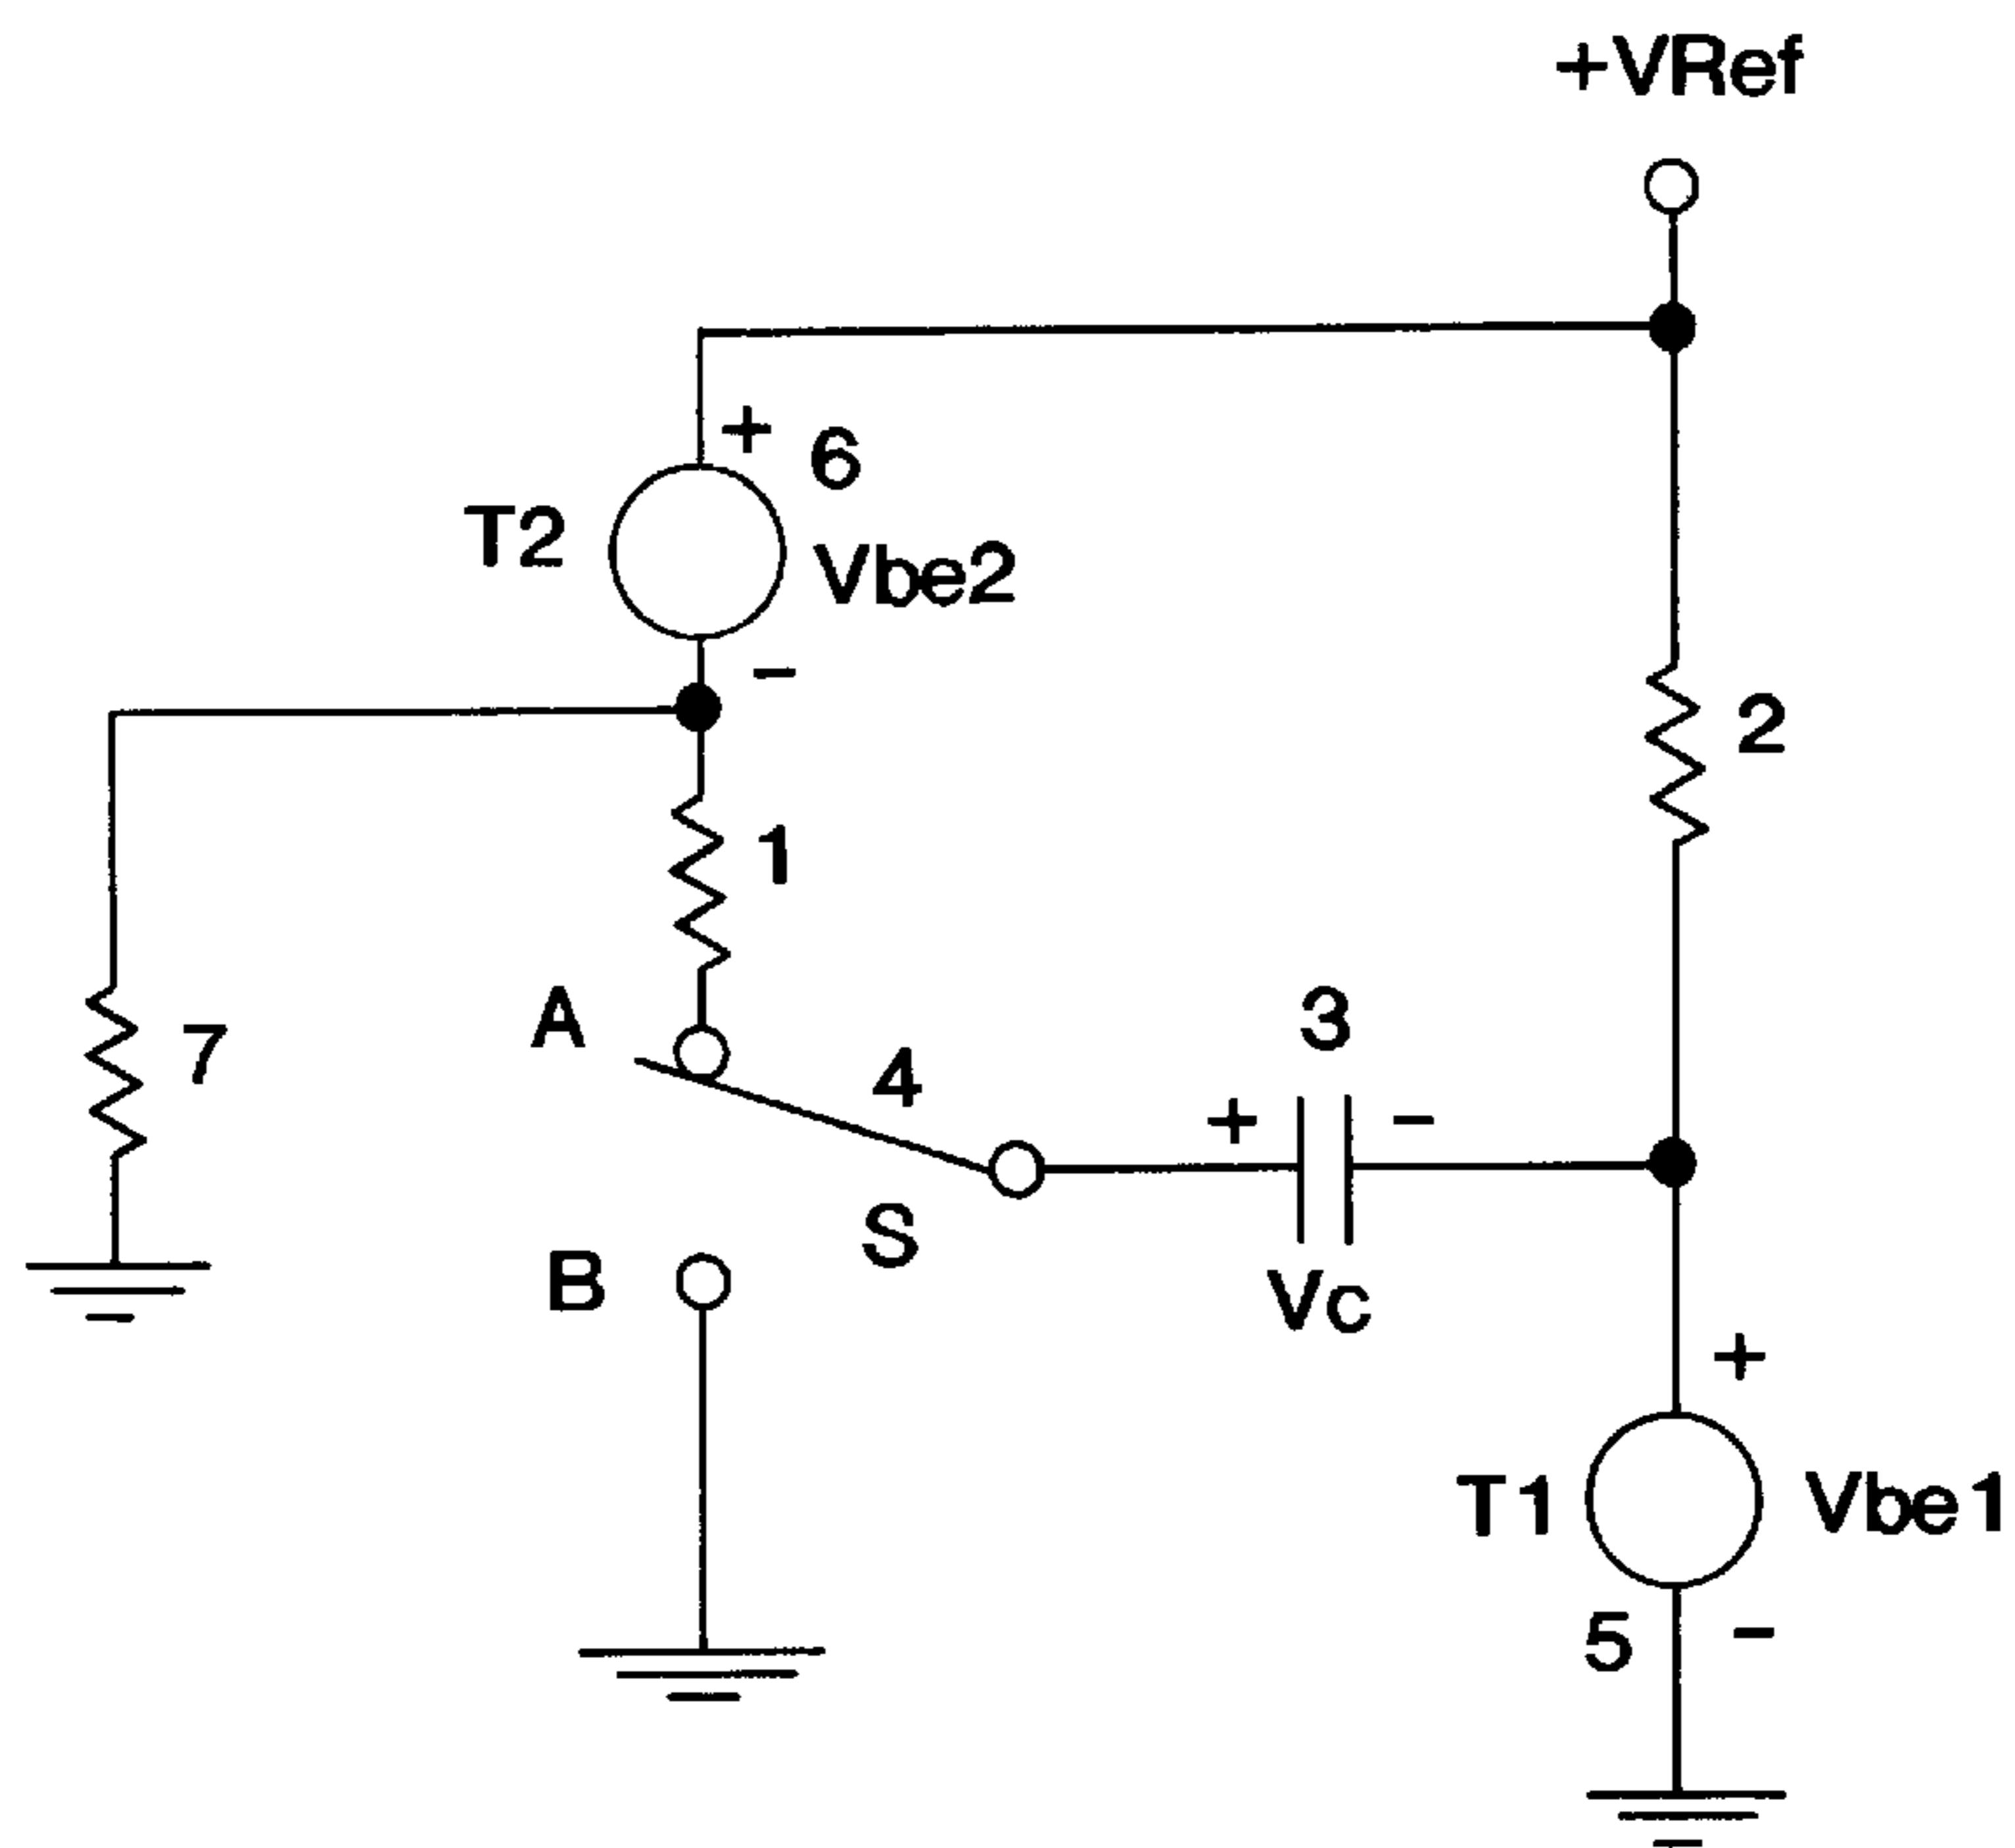 +VRef
+ 6
T2 Vbe2
-
2
1
A 3
7
4
+ -
S
B Vc
+
T1 Vbe1
5 -